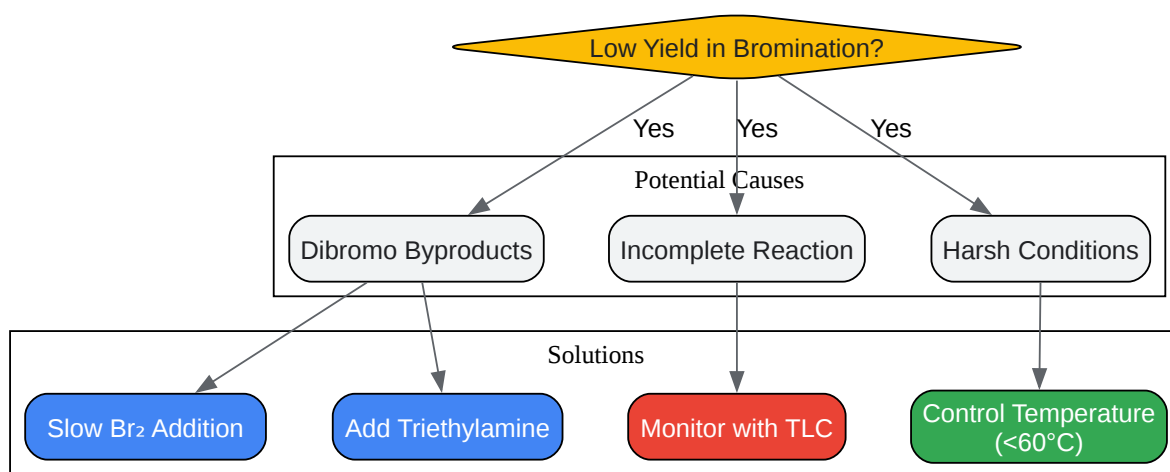 Low Yield in Bromination?
Yes Yes Yes
Potential Causes
Dibromo Byproducts
Incomplete Reaction
Harsh Conditions
Solutions
Slow Br₂ Addition
Add Triethylamine
Monitor with TLC
Control Temperature
(<60°C)